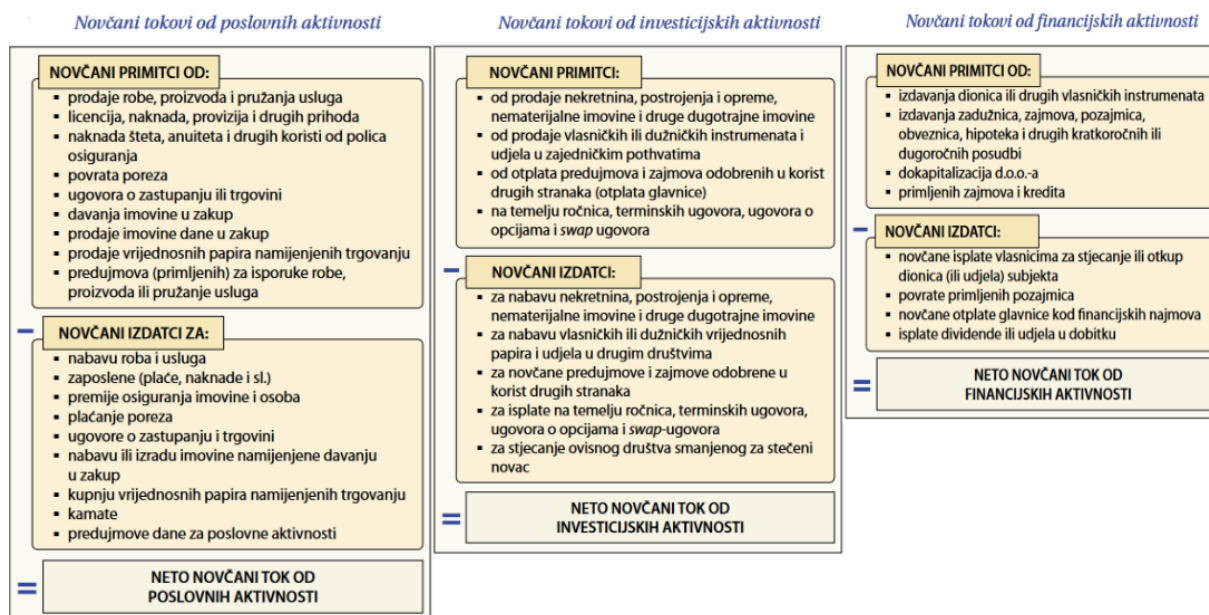 Novčani tokovi od poslovnih aktivnosti
NOVČANI PRIMITCI OD:
▪ prodaje robe, proizvoda i pružanja usluga
▪ licencija, naknada, provizija i drugih prihoda
▪ naknada šteta, anuiteta i drugih koristi od polica
osiguranja
▪ povrata poreza
▪ ugovora o zastupanju ili trgovini
▪ davanja imovine u zakup
▪ prodaje imovine dane u zakup
▪ prodaje vrijednosnih papira namijenjenih trgovanju
▪ predujmova (primljenih) za isporuke robe,
proizvoda ili pružanje usluga
–
NOVČANI IZDATCI ZA:
▪ nabavu roba i usluga
▪ zaposlene (plaće, naknade i sl.)
▪ premije osiguranja imovine i osoba
▪ plaćanje poreza
▪ ugovore o zastupanju i trgovini
▪ nabavu ili izradu imovine namijenjene davanju
u zakup
▪ kupnju vrijednosnih papira namijenjenih trgovanju
▪ kamate
▪ predujmove dane za poslovne aktivnosti
=
NETO NOVČANI TOK OD
POSLOVNIH AKTIVNOSTI
Novčani tokovi od investicijskih aktivnosti
NOVČANI PRIMITCI:
▪ od prodaje nekretnina, postrojenja i opreme,
nematerijalne imovine i druge dugotrajne imovine
▪ od prodaje vlasničkih ili dužničkih instrumenata i
udjela u zajedničkim pothvatima
▪ od otplata predujmova i zajmova odobrenih u korist
drugih stranaka (otplata glavnice)
▪ na temelju ročnica, terminskih ugovora, ugovora o
opcijama i swap ugovora
–
NOVČANI IZDATCI:
▪ za nabavu nekretnina, postrojenja i opreme,
nematerijalne imovine i druge dugotrajne imovine
▪ za nabavu vlasničkih ili dužničkih vrijednosnih
papira i udjela u drugim društvima
▪ za novčane predujmove i zajmove odobrene u
korist drugih stranaka
▪ za isplate na temelju ročnica, terminskih ugovora,
ugovora o opcijama i swap-ugovora
▪ za stjecanje ovisnog društva smanjenog za stečeni
novac
=
NETO NOVČANI TOK OD
INVESTICIJSKIH AKTIVNOSTI
Novčani tokovi od financijskih aktivnosti
NOVČANI PRIMITCI OD:
▪ izdavanja dionica ili drugih vlasničkih instrumenata
▪ izdavanja zadužnica, zajmova, pozajmica,
obveznica, hipoteka i drugih kratkoročnih ili
dugoročnih posudbi
▪ dokapitalizacija d.o.o.-a
▪ primljenih zajmova i kredita
–
NOVČANI IZDATCI:
▪ novčane isplate vlasnicima za stjecanje ili otkup
dionica (ili udjela) subjekta
▪ povrate primljenih pozajmica
▪ novčane otplate glavnice kod financijskih najmova
▪ isplate dividende ili udjela u dobitku
=
NETO NOVČANI TOK OD
FINANCIJSKIH AKTIVNOSTI